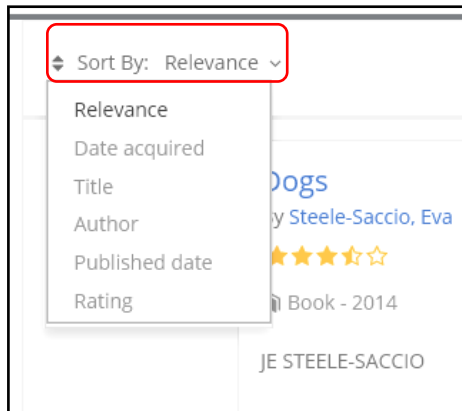 Sort By: Relevance
Relevance
Date acquired
Title
Author
Published date
Rating
Dogs
by Steele-Saccio, Eva
Book - 2014
JE STEELE-SACCIO